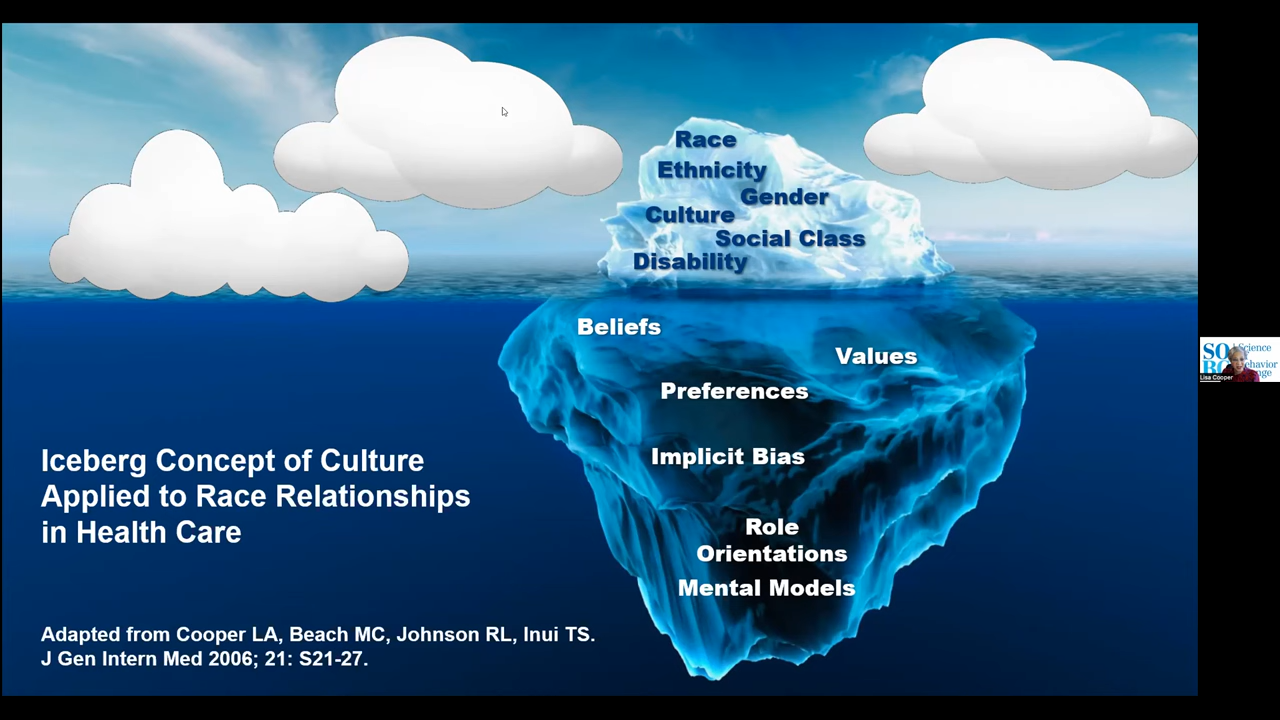 Race
Ethnicity
Gender
Culture
Social Class
Disability
Beliefs
Values
Preferences
Implicit Bias
Role
Orientations
Mental Models
Iceberg Concept of Culture
Applied to Race Relationships
in Health Care
Adapted from Cooper LA, Beach MC, Johnson RL, Inui TS.
J Gen Intern Med 2006; 21: S21-27.
Science
Lisa Cooper